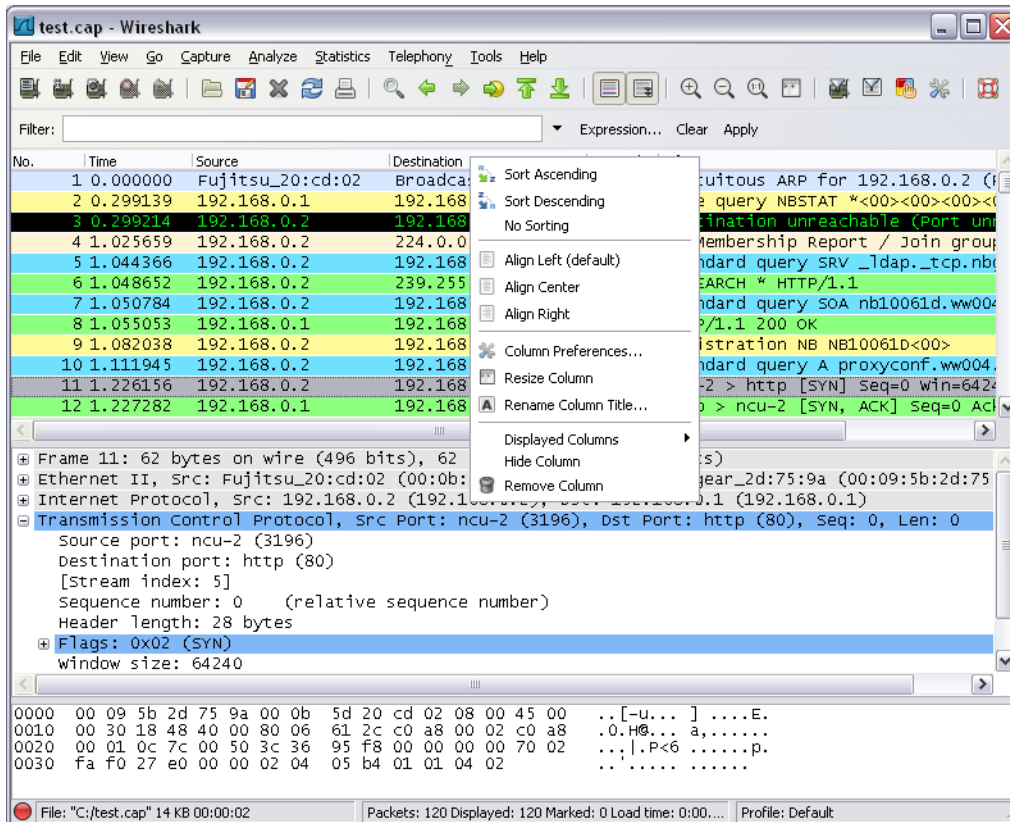 test.cap - Wireshark
File Edit View Go Capture Analyze Statistics Telephony Tools Help
Filter: Expression... Clear Apply
No. Time Source Destination
1 0.000000 Fujitsu_20:cd:02 Broadca
tuitous ARP for 192.168.0.2
2 0.299139 192.168.0.1 192.168
e query NBSTAT *<00><00><00><
3 0.299214 192.168.0.2 192.168
tination unreachable (Port un
4 1.025659 192.168.0.2 224.0.0
Membership Report / Join group
5 1.044366 192.168.0.2 192.168
ndard query SRV _ldap._tcp.nbg
6 1.048652 192.168.0.2 239.255
EARCH * HTTP/1.1
7 1.050784 192.168.0.2 192.168
ndard query SOA nb10061d.ww004
8 1.055053 192.168.0.1 192.168
P/1.1 200 OK
9 1.082038 192.168.0.2 192.168
istration NB NB10061D<00>
10 1.111945 192.168.0.2 192.168
ndard query A proxyconf.ww004.
11 1.226156 192.168.0.2 192.168
-2 > http [SYN] Seq=0 Win=6424
12 1.227282 192.168.0.1 192.168
> ncu-2 [SYN, ACK] Seq=0 Ack
Sort Ascending
Sort Descending
No Sorting
Align Left (default)
Align Center
Align Right
Column Preferences...
Resize Column
Rename Column Title...
Displayed Columns
Hide Column
Remove Column
Frame 11: 62 bytes on wire (496 bits), 62
ts)
Ethernet II, Src: Fujitsu_20:cd:02 (00:0b:
gear_2d:75:9a (00:09:5b:2d:75
Internet Protocol, Src: 192.168.0.2 (192.168.0.2), Dst: 192.168.0.1 (192.168.0.1)
Transmission Control Protocol, Src Port: ncu-2 (3196), Dst Port: http (80), Seq: 0, Len: 0
Source port: ncu-2 (3196)
Destination port: http (80)
[Stream index: 5]
Sequence number: 0 (relative sequence number)
Header length: 28 bytes
Flags: 0x02 (SYN)
Window size: 64240
0000 00 09 5b 2d 75 9a 00 0b 5d 20 cd 02 08 00 45 00 ..[-u... ] ....E.
0010 00 30 18 48 40 00 80 06 61 2c c0 a8 00 02 c0 a8 .0.H@... a,......
0020 00 01 0c 7c 00 50 3c 36 95 f8 00 00 00 00 70 02 ...|.P<6 ......p.
0030 fa f0 27 e0 00 00 02 04 05 b4 01 01 04 02 ..'..... ......
File: "C:/test.cap" 14 KB 00:00:02 Packets: 120 Displayed: 120 Marked: 0 Load time: 0:00.... Profile: Default